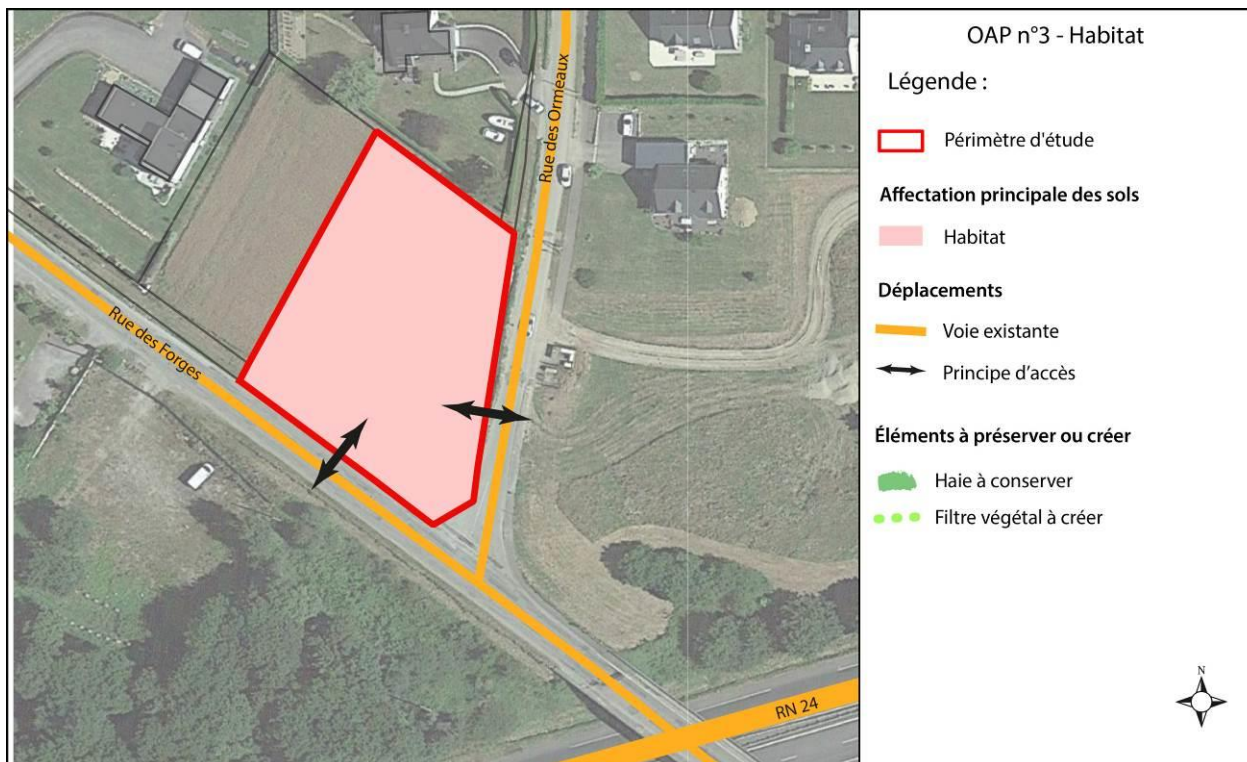 OAP n°3 - Habitat
Légende :
Périmètre d'étude
Affectation principale des sols
Habitat
Déplacements
Voie existante
Principe d'accès
Éléments à préserver ou créer
Haie à conserver
Filtre végétal à créer
N
Rue des Ormeaux
Rue des Forges
RN 24